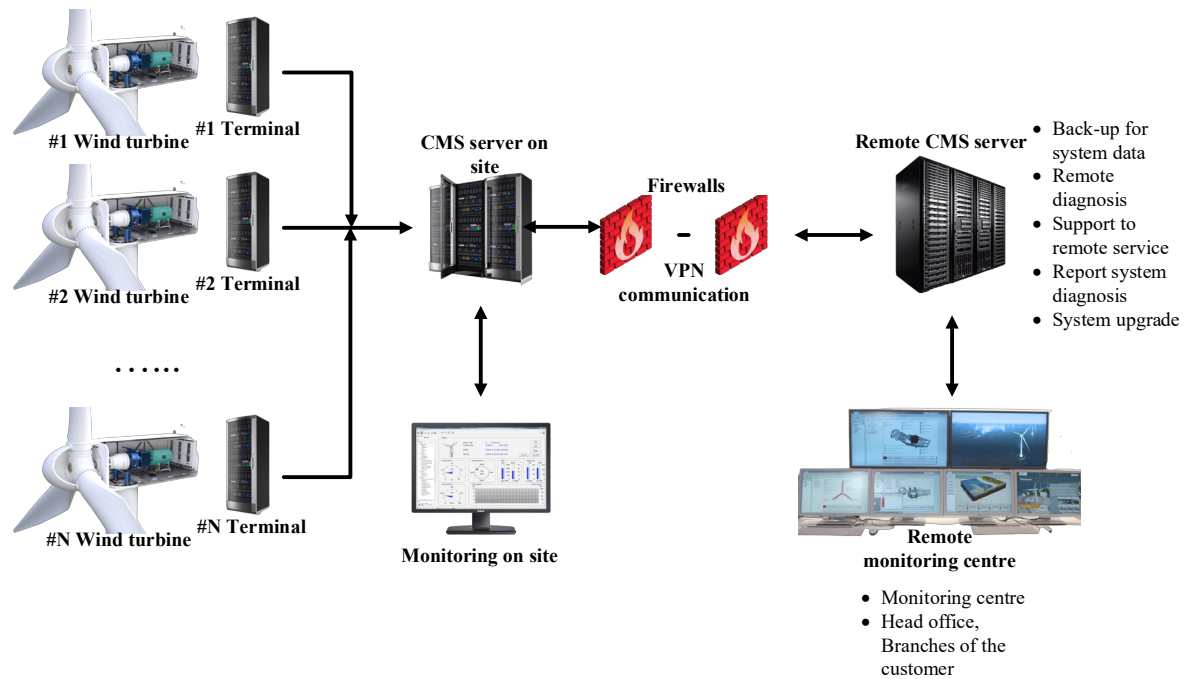 #1 Wind turbine
#1 Terminal
#2 Wind turbine
#2 Terminal
. . ... ...
#N Wind turbine
#N Terminal
CMS server on
site
Monitoring on site
Firewalls
-
VPN
communication
Remote CMS server
• Back-up for
system data
• Remote
diagnosis
• Support to
remote service
• Report system
diagnosis
• System upgrade
Remote
monitoring centre
• Monitoring centre
• Head office,
Branches of the
customer